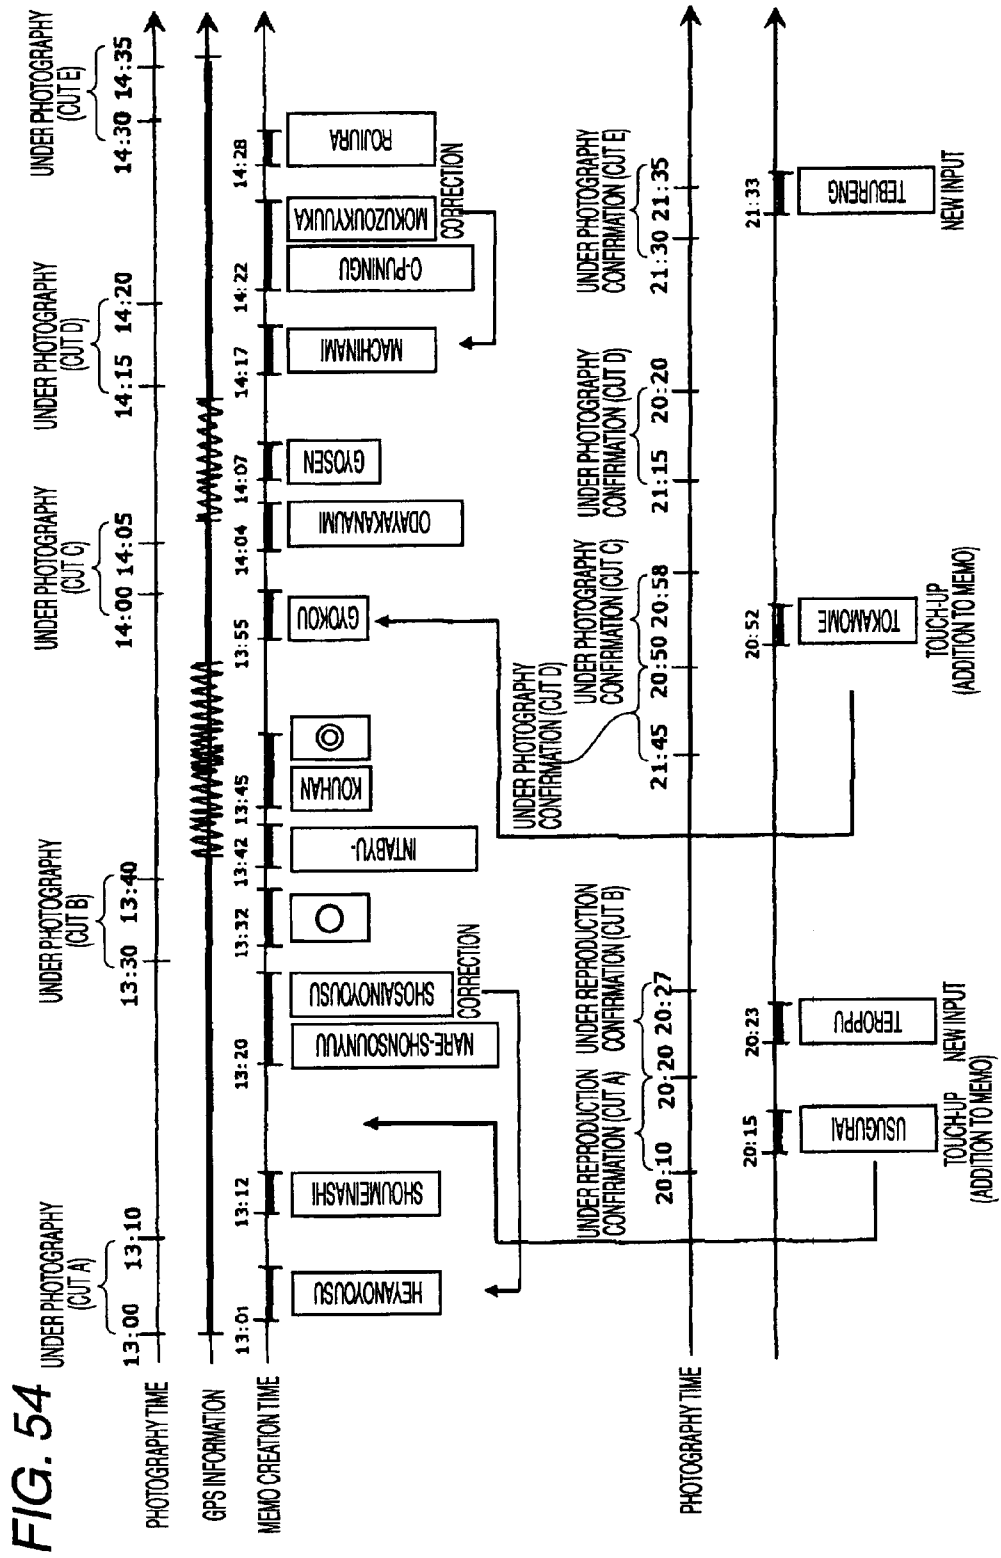 FIG. 54
UNDER PHOTOGRAPHY
(CUT A)
UNDER PHOTOGRAPHY
(CUT B)
UNDER PHOTOGRAPHY
(CUT C)
UNDER PHOTOGRAPHY
(CUT D)
UNDER PHOTOGRAPHY
(CUT E)
13:00 13:10 13:30 13:40 14:00 14:05 14:15 14:20 14:30 14:35
PHOTOGRAPHY TIME
GPS INFORMATION
13:01 13:12 13:20 13:32 13:42 13:45 13:55 14:04 14:07 14:17 14:22 14:28
MEMO CREATION TIME
HEYANOYOUSU
SHOUMEINASHI
NARE-SHONSOUNYUU
SHOSAINOYOUSU
CORRECTION
INTABYU-
KOUHAN
GYOKOU
ODAYAKANAUMI
GYOSEN
MACHINAMI
O-PUNINGU
MOKUZOUKYUUKA
CORRECTION
ROJIURA
UNDER PHOTOGRAPHY
CONFIRMATION (CUT D)
UNDER REPRODUCTION
CONFIRMATION (CUT A)
UNDER REPRODUCTION
CONFIRMATION (CUT B)
UNDER PHOTOGRAPHY
CONFIRMATION (CUT C)
UNDER PHOTOGRAPHY
CONFIRMATION (CUT D)
UNDER PHOTOGRAPHY
CONFIRMATION (CUT E)
20:10 20:20 20:27 21:45 20:50 20:58 21:15 20:20 21:30 21:35
PHOTOGRAPHY TIME
20:15 20:23 20:52 21:33
USUGURAI
TEROPPU
TOKAMOME
TEBURENG
TOUCH-UP
(ADDITION TO MEMO)
NEW INPUT
TOUCH-UP
(ADDITION TO MEMO)
NEW INPUT